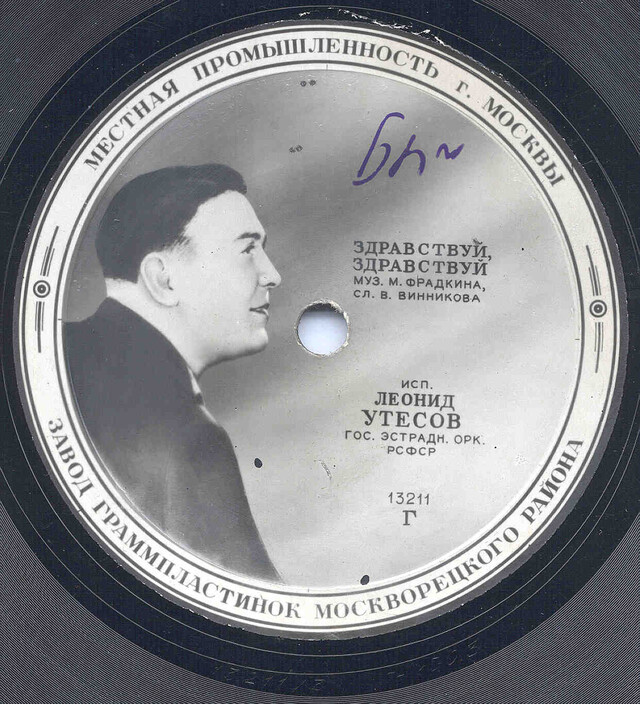 МЕСТНАЯ ПРОМЫШЛЕННОСТЬ г. МОСКВЫ
ЗДРАВСТВУЙ,
ЗДРАВСТВУЙ
МУЗ. М. ФРАДКИНА,
СЛ. В. ВИННИКОВА
ИСП.
ЛЕОНИД
УТЕСОВ
ГОС. ЭСТРАДН. ОРК.
РСФСР
13211
Г
ЗАВОД ГРАММПЛАСТИНОК МОСКВОРЕЦКОГО РАЙОНА